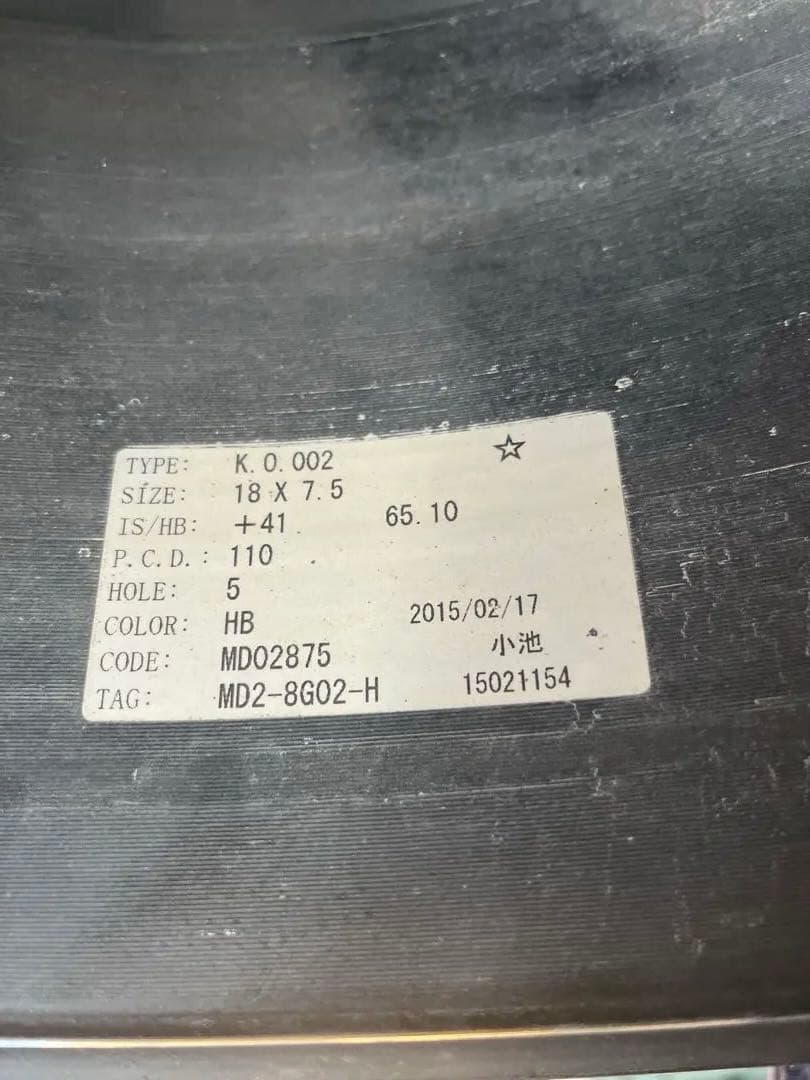 TYPE: K.0.002 ☆
SIZE: 18 X 7.5
IS/HB: +41 65.10
P.C.D.: 110
HOLE: 5
COLOR: HB 2015/02/17
CODE: MD02875 小池
TAG: MD2-8G02-H 15021154